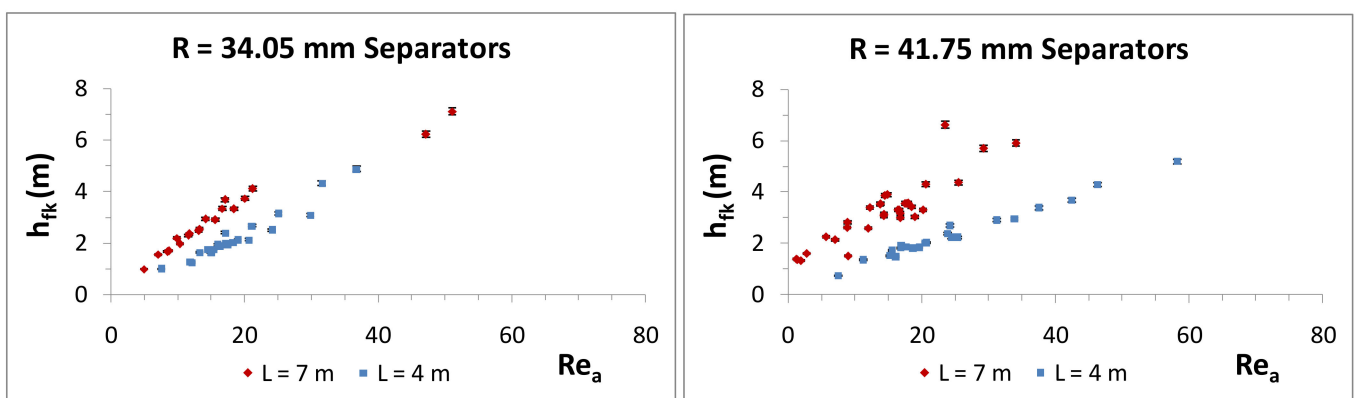 R = 34.05 mm Separators
8
6
4
2
0
h_fk (m)
0 20 40 60 80
Re_a
L = 7 m L = 4 m
R = 41.75 mm Separators
8
6
4
2
0
h_fk (m)
0 20 40 60 80
Re_a
L = 7 m L = 4 m